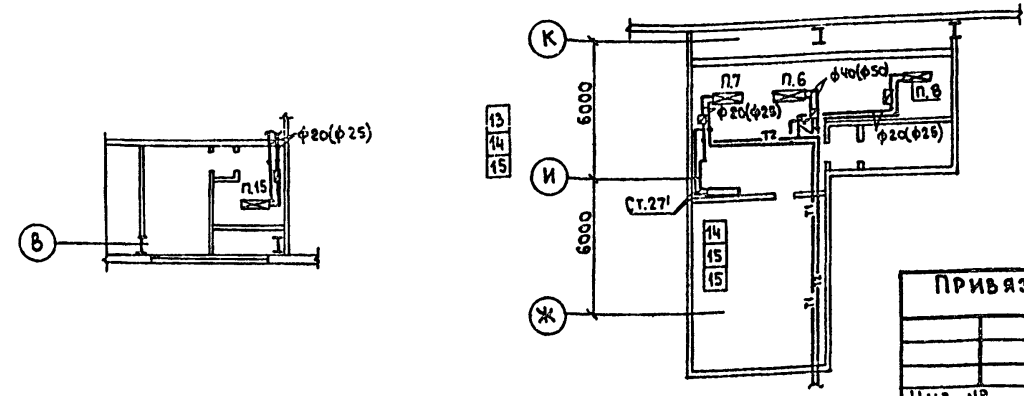 В
ф20(ф25)
П.15
К
И
Ж
6000
6000
13
14
15
П.7
П.6
ф40(ф50)
П.8
ф20(ф25)
ф20(ф25)
Т2
Ст.27'
Т1
14
15
15
Т1
Т2
ПРИВЯЗ